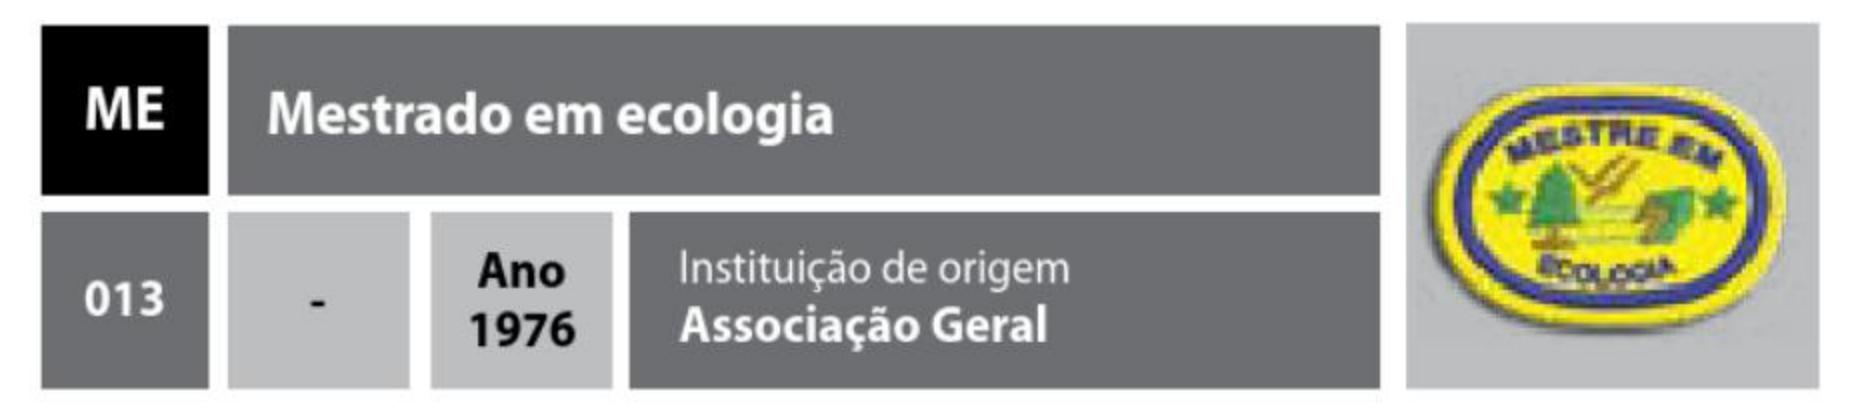 ME
Mestrado em ecologia
MESTRE EM
ECOLOGIA
013
-
Ano
1976
Instituição de origem
Associação Geral